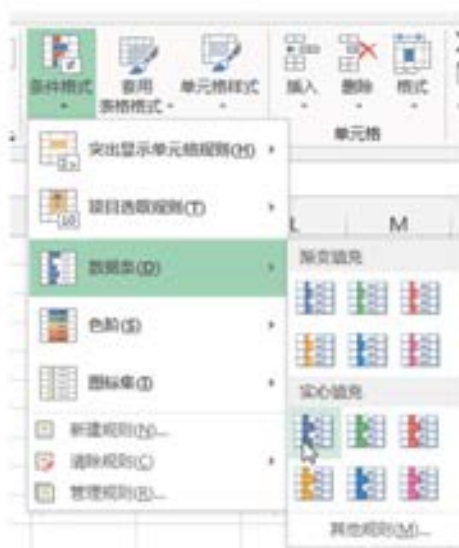 条件格式 套用 单元格样式 插入 删除 格式
表格格式
单元格
突出显示单元格规则(H)
项目选取规则(T)
L M
数据条(D)
渐变填充
色阶(S)
图标集(I)
实心填充
新建规则(N)...
清除规则(C)
管理规则(R)...
其他规则(M)...